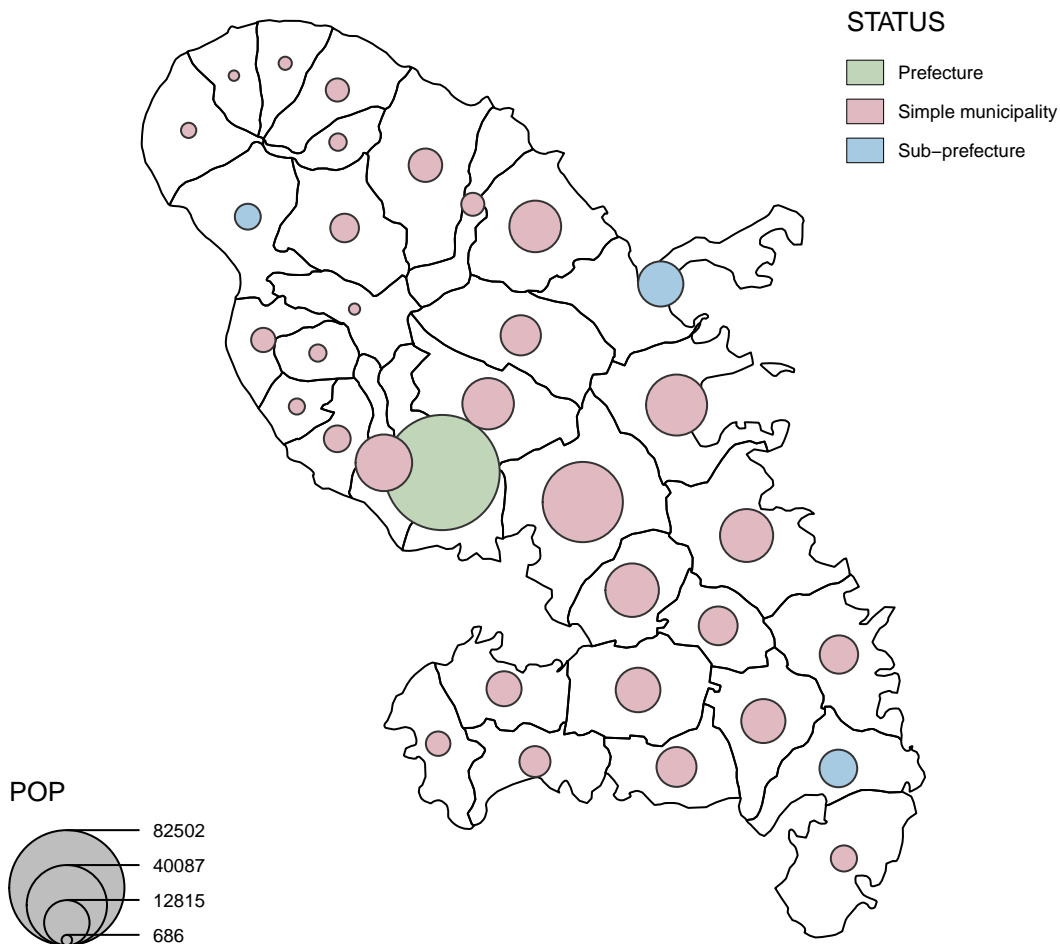 STATUS
Prefecture
Simple municipality
Sub−prefecture
POP
82502
40087
12815
686